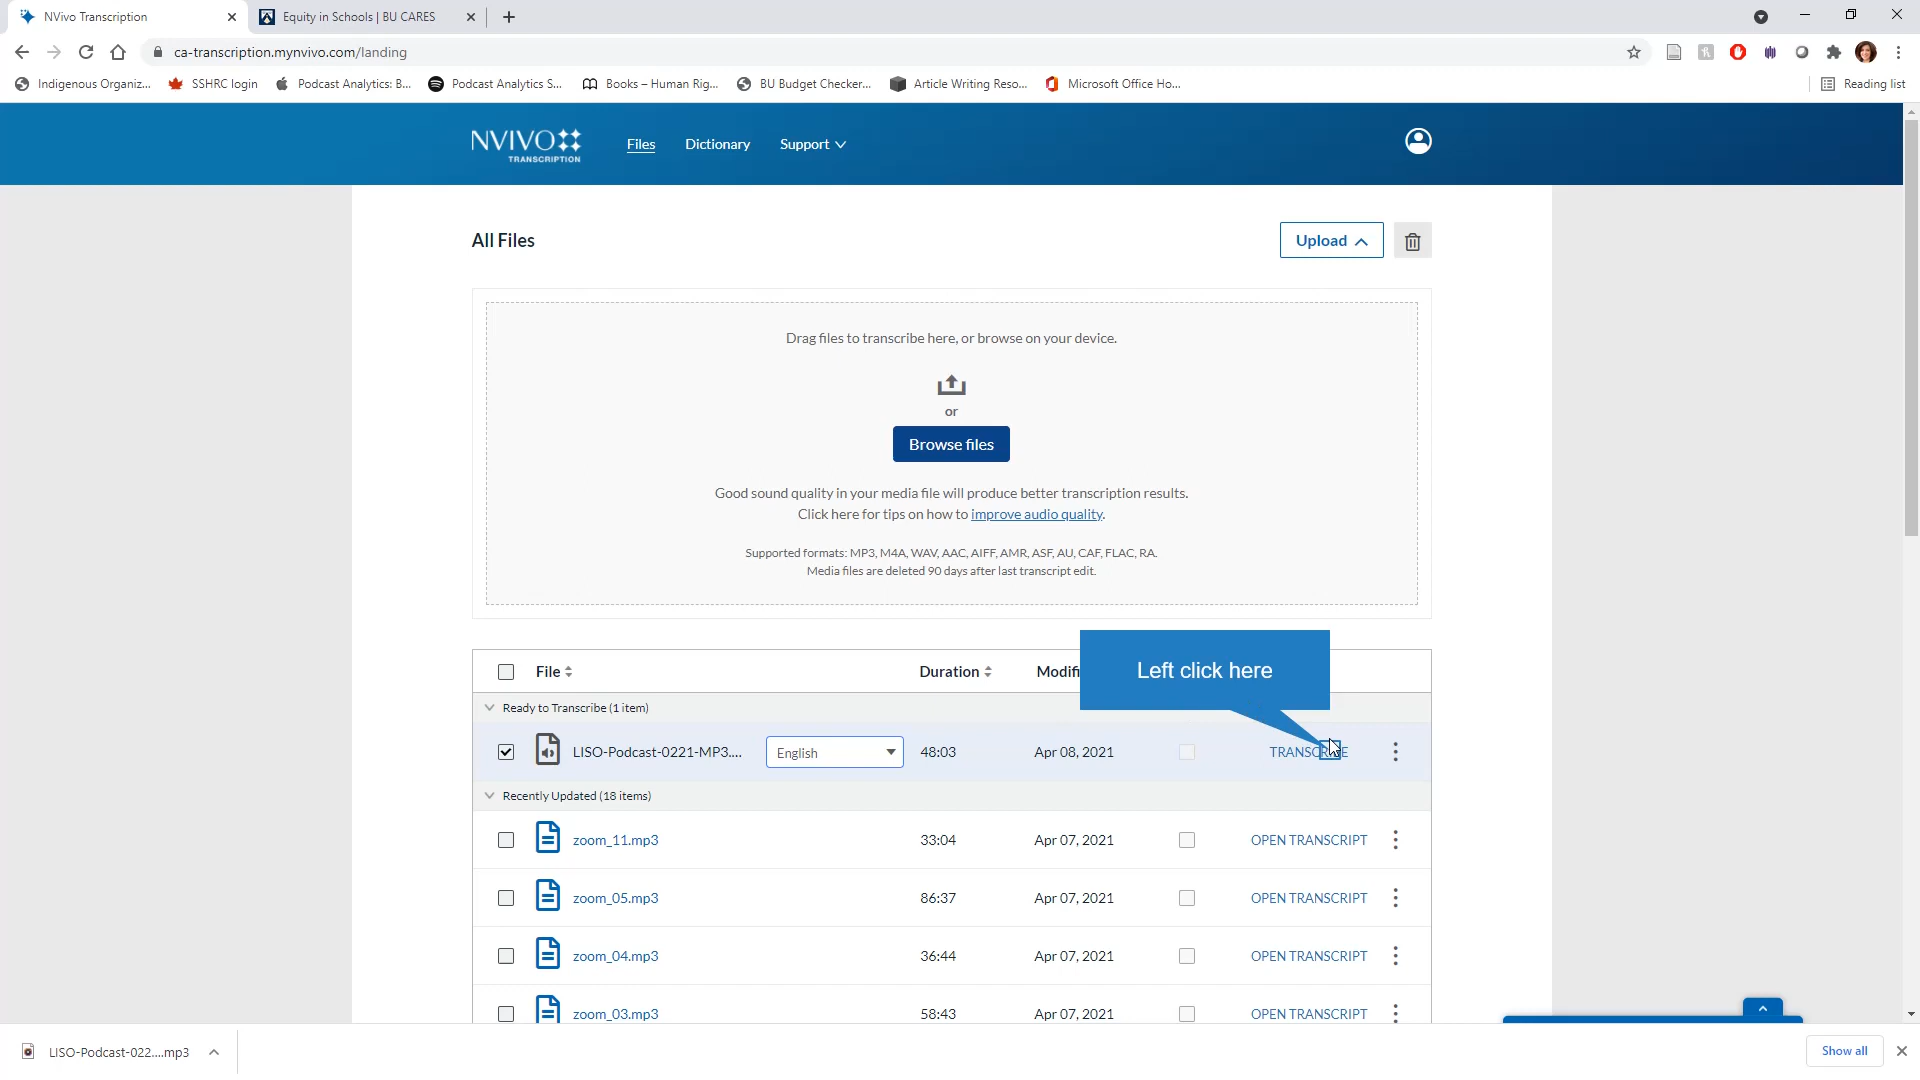 NVivo Transcription
Equity in Schools | BU CARES
ca-transcription.mynvivo.com/landing
Indigenous Organiz...
SSHRC login
Podcast Analytics: B...
Podcast Analytics S...
Books – Human Rig...
BU Budget Checker...
Article Writing Reso...
Microsoft Office Ho...
Reading list
NVIVO
TRANSCRIPTION
Files
Dictionary
Support
All Files
Upload
Drag files to transcribe here, or browse on your device.
or
Browse files
Good sound quality in your media file will produce better transcription results.
Click here for tips on how to improve audio quality.
Supported formats: MP3, M4A, WAV, AAC, AIFF, AMR, ASF, AU, CAF, FLAC, RA.
Media files are deleted 90 days after last transcript edit.
Left click here
File Duration Modifi
Ready to Transcribe (1 item)
LISO-Podcast-0221-MP3.... English 48:03 Apr 08, 2021 TRANSCRIBE
Recently Updated (18 items)
zoom_11.mp3 33:04 Apr 07, 2021 OPEN TRANSCRIPT
zoom_05.mp3 86:37 Apr 07, 2021 OPEN TRANSCRIPT
zoom_04.mp3 36:44 Apr 07, 2021 OPEN TRANSCRIPT
zoom_03.mp3 58:43 Apr 07, 2021 OPEN TRANSCRIPT
LISO-Podcast-022....mp3
Show all